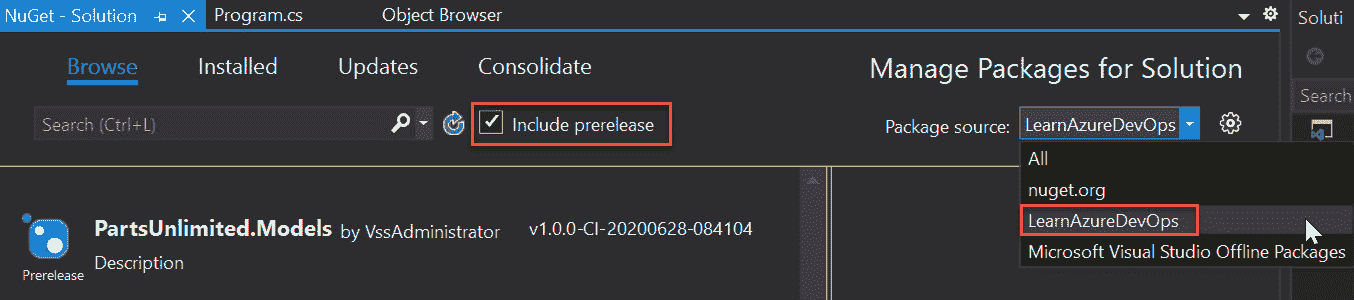 NuGet - Solution Program.cs Object Browser Soluti
Browse Installed Updates Consolidate Manage Packages for Solution
Search (Ctrl+L) Include prerelease Package source: LearnAzureDevOps Search
All
nuget.org
LearnAzureDevOps
Microsoft Visual Studio Offline Packages
PartsUnlimited.Models by VssAdministrator v1.0.0-CI-20200628-084104
Description
Prerelease